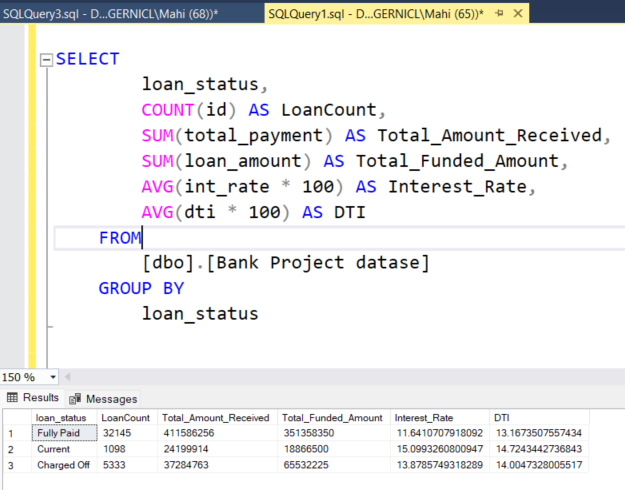 SQLQuery3.sql - D...GERNICL\Mahi (68))* SQLQuery1.sql - D...GERNICL\Mahi (65))*
SELECT
loan_status,
COUNT(id) AS LoanCount,
SUM(total_payment) AS Total_Amount_Received,
SUM(loan_amount) AS Total_Funded_Amount,
AVG(int_rate * 100) AS Interest_Rate,
AVG(dti * 100) AS DTI
FROM
[dbo].[Bank Project datase]
GROUP BY
loan_status
150 %
Results Messages
loan_status LoanCount Total_Amount_Received Total_Funded_Amount Interest_Rate DTI
1 Fully Paid 32145 411586256 351358350 11.6410707918092 13.1673507557434
2 Current 1098 24199914 18866500 15.0993260800947 14.7243442736843
3 Charged Off 5333 37284763 65532225 13.8785749318289 14.0047328005517